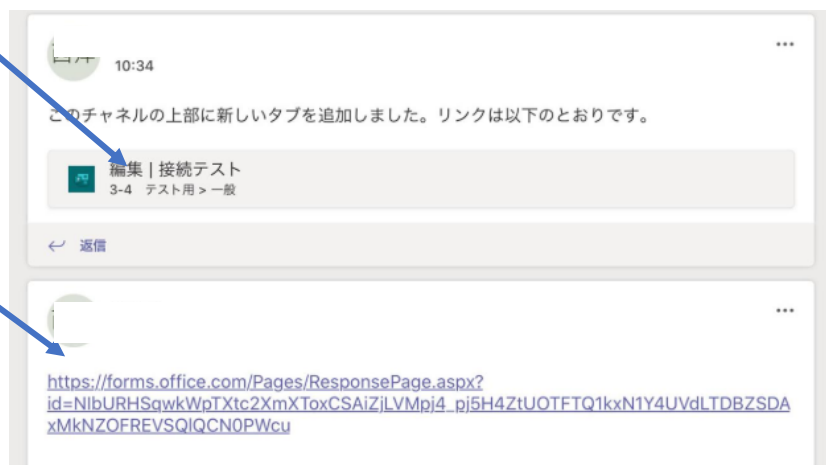 10:34
このチャネルの上部に新しいタブを追加しました。リンクは以下のとおりです。
編集 | 接続テスト
3-4 テスト用 > 一般
返信
https://forms.office.com/Pages/ResponsePage.aspx?
id=NlbURHSqwkWpTXtc2XmXToxCSAiZjLVMpj4_pj5H4ZtUOTFTQ1kxN1Y4UVdLTDBZSDA
xMkNZOFREVSQlQCN0PWcu